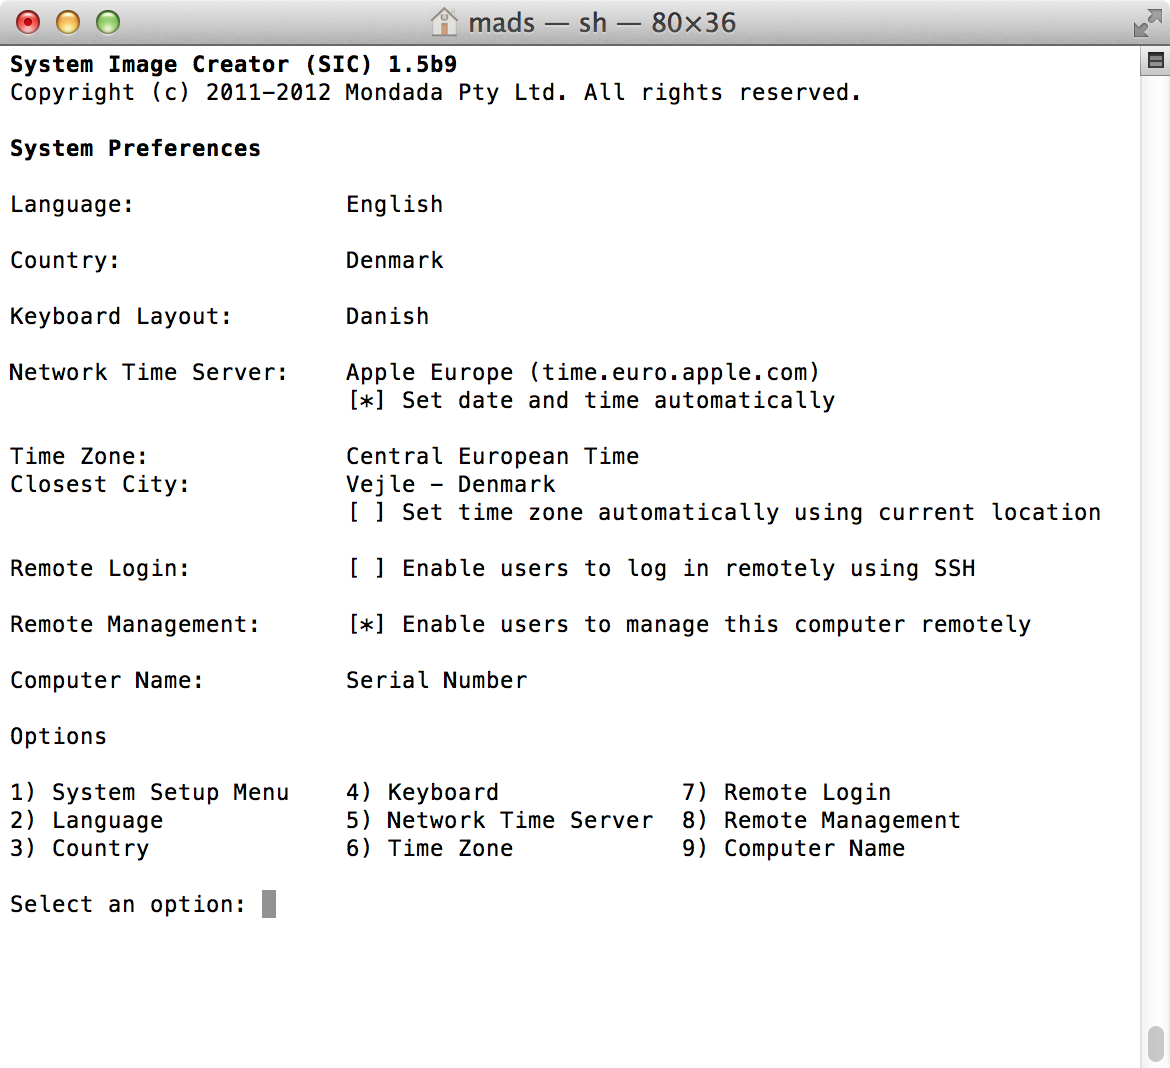 mads — sh — 80×36
System Image Creator (SIC) 1.5b9
Copyright (c) 2011-2012 Mondada Pty Ltd. All rights reserved.
System Preferences
Language: English
Country: Denmark
Keyboard Layout: Danish
Network Time Server: Apple Europe (time.euro.apple.com)
[*] Set date and time automatically
Time Zone: Central European Time
Closest City: Vejle - Denmark
[ ] Set time zone automatically using current location
Remote Login: [ ] Enable users to log in remotely using SSH
Remote Management: [*] Enable users to manage this computer remotely
Computer Name: Serial Number
Options
1) System Setup Menu 4) Keyboard 7) Remote Login
2) Language 5) Network Time Server 8) Remote Management
3) Country 6) Time Zone 9) Computer Name
Select an option: